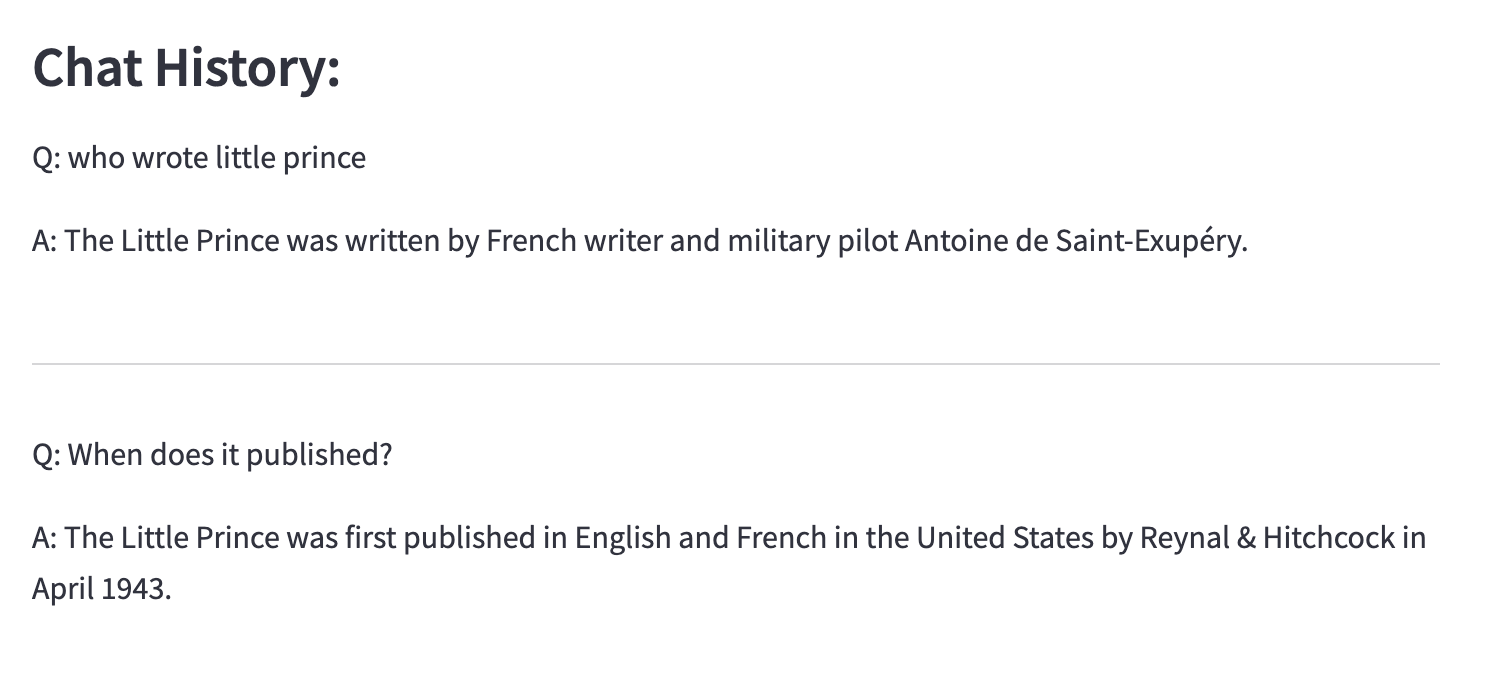 Chat History:
Q: who wrote little prince
A: The Little Prince was written by French writer and military pilot Antoine de Saint-Exupéry.
Q: When does it published?
A: The Little Prince was first published in English and French in the United States by Reynal & Hitchcock in
April 1943.